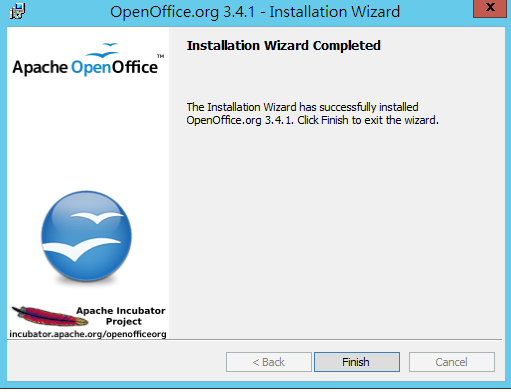 OpenOffice.org 3.4.1 - Installation Wizard
X
Apache OpenOffice™
Installation Wizard Completed
The Installation Wizard has successfully installed
OpenOffice.org 3.4.1. Click Finish to exit the wizard.
Apache Incubator
Project
incubator.apache.org/openofficeorg
< Back
Finish
Cancel